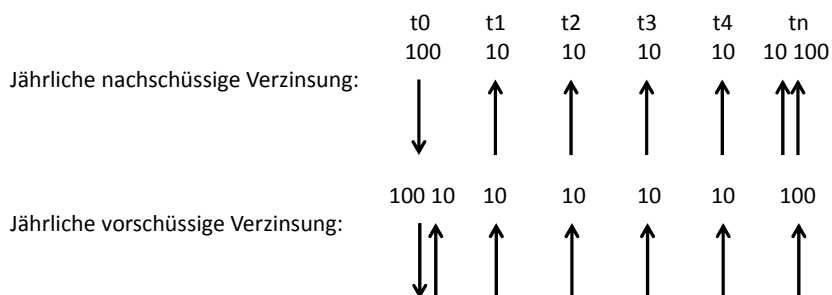 t0 t1 t2 t3 t4 tn
100 10 10 10 10 10 100
Jährliche nachschüssige Verzinsung:
100 10 10 10 10 10 100
Jährliche vorschüssige Verzinsung: